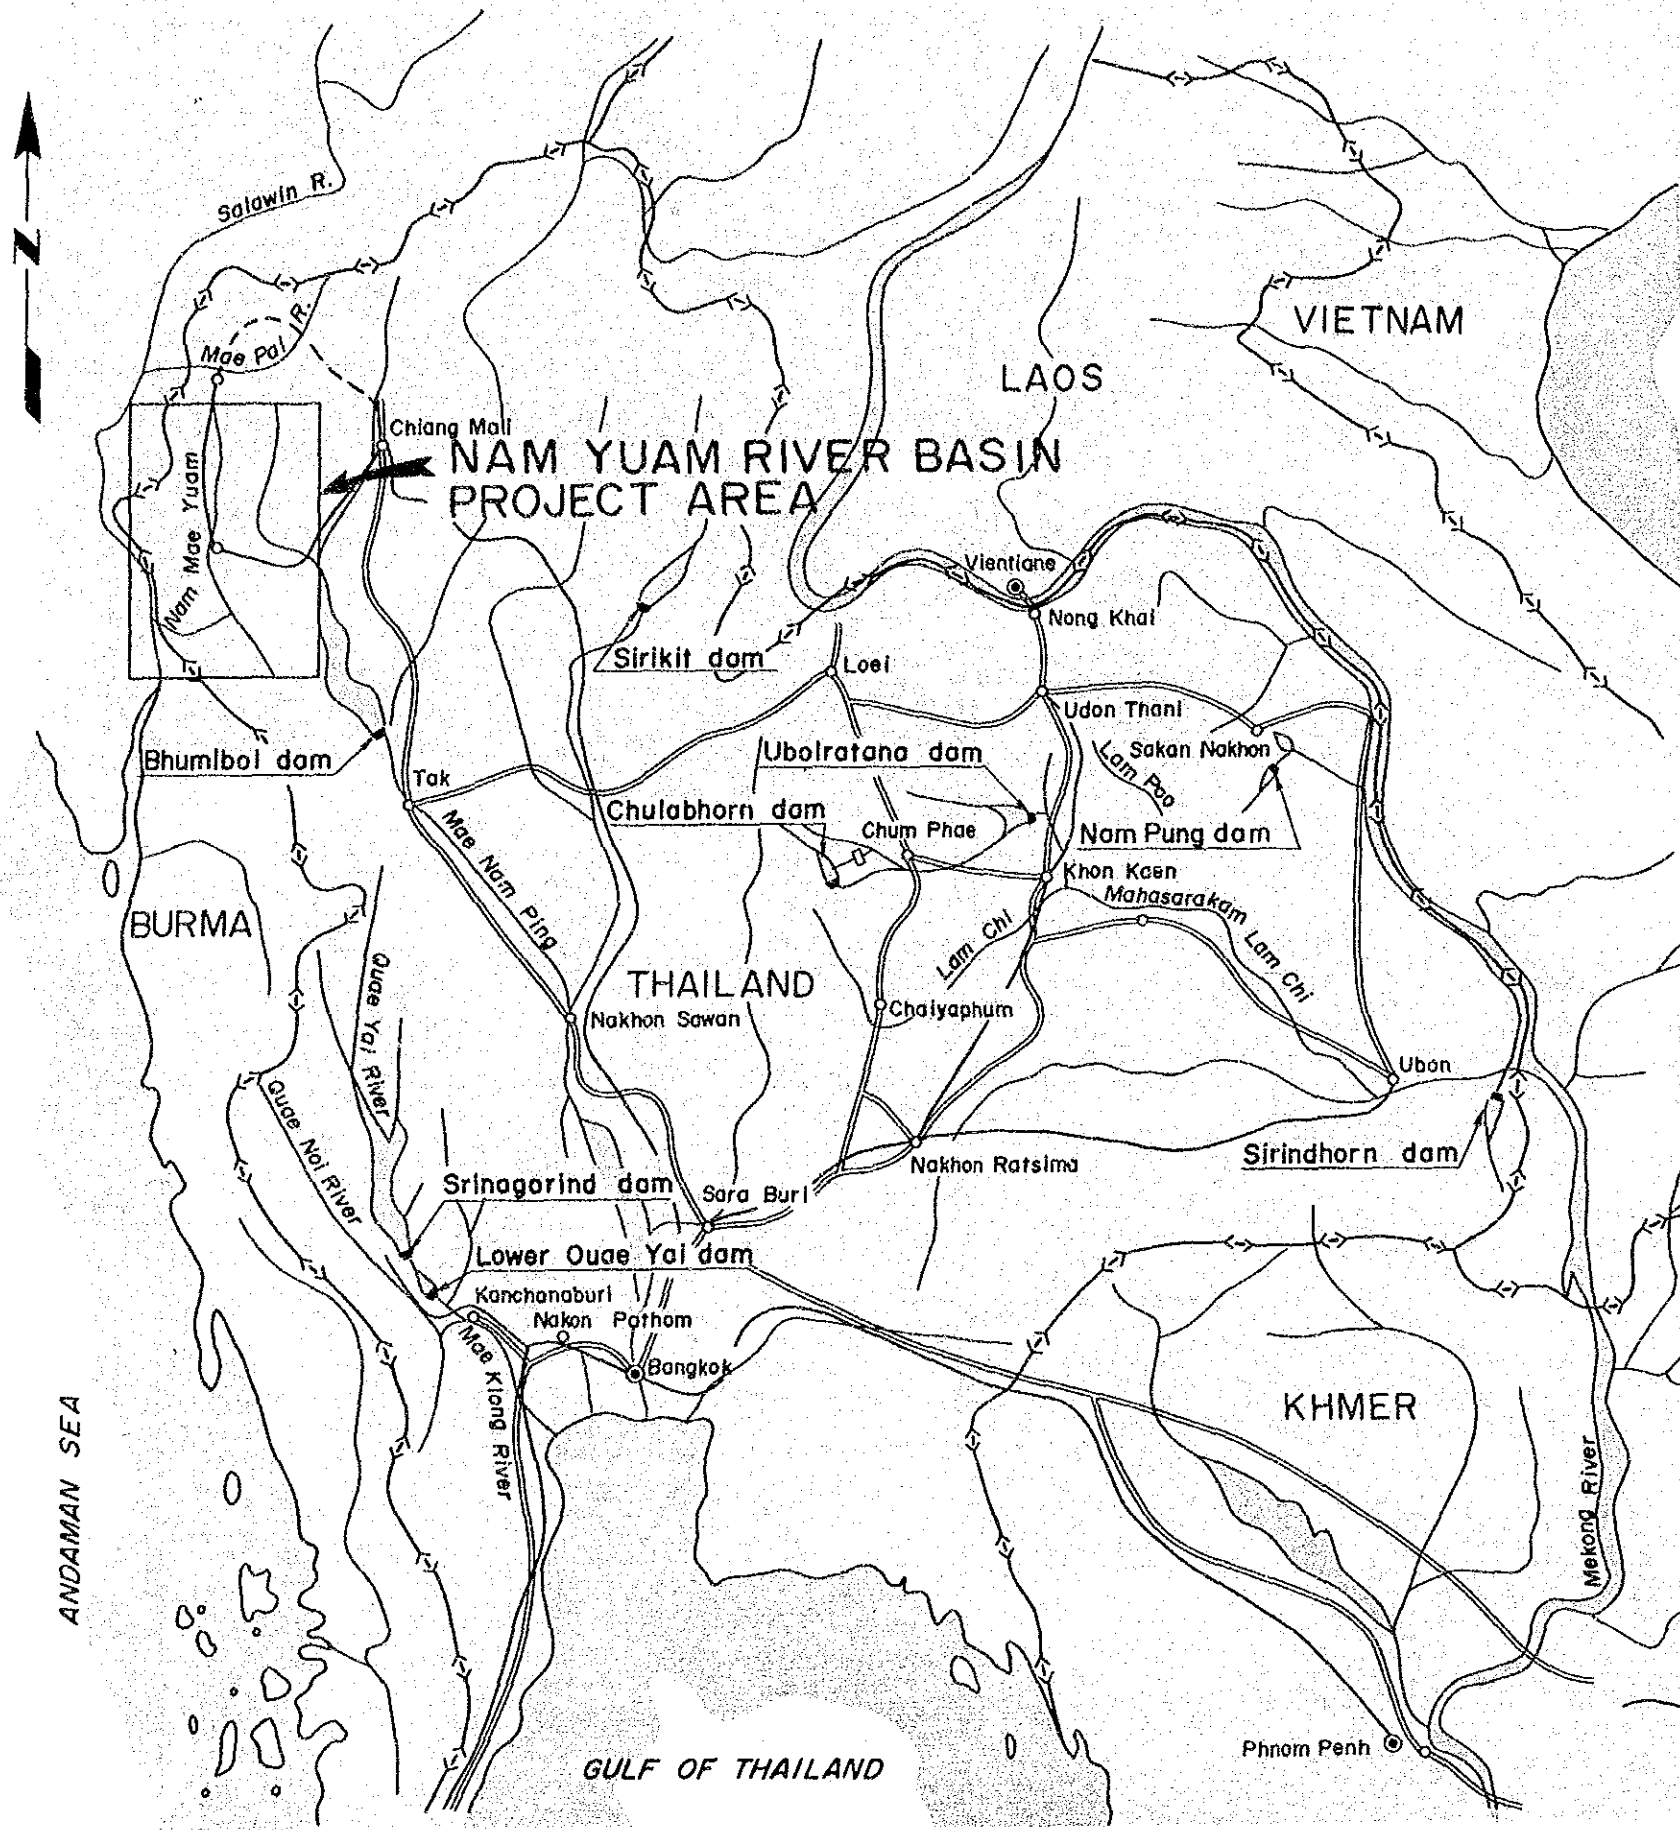 N
Salawin R.
VIETNAM
R.
Mae Pai
LAOS
Chiang Mali
NAM YUAM RIVER BASIN
PROJECT AREA
Nam Mae Yuam
Vientiane
Nong Khai
Sirikit dam
Loei
Udon Thani
Sakan Nakhon
Bhumibol dam
Ubolratana dam
Lam Pao
Tak
Chulabhorn dam
Chum Phae
Nam Pung dam
Mae Nam Ping
Khon Kaen
Mahasarakam
BURMA
Lam Chi
Lam Chi
Quae Yai River
THAILAND
Chaiyaphum
Nakhon Sawan
Ubon
Quae Noi River
Sirindhorn dam
Nakhon Ratsima
Srinagarind dam
Sara Buri
Lower Quae Yai dam
Kanchanaburi
Nakon Pathom
Bangkok
Mae Klong River
KHMER
ANDAMAN SEA
Mekong River
Phnom Penh
GULF OF THAILAND